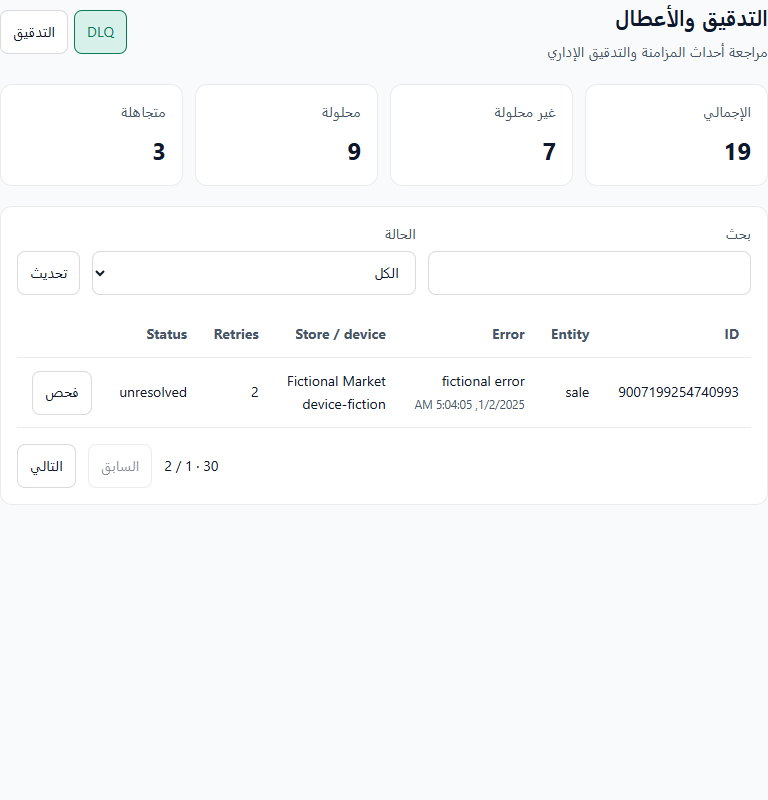 التدقيق والأعطال
مراجعة أحداث المزامنة والتدقيق الإداري
DLQ
التدقيق
الإجمالي
19
غير محلولة
7
محلولة
9
متجاهلة
3
بحث
الحالة
الكل
تحديث
ID
Entity
Error
Store / device
Retries
Status
9007199254740993
sale
fictional error
1/2/2025, 5:04:05 AM
Fictional Market
device-fiction
2
unresolved
فحص
2 / 1 · 30
السابق
التالي